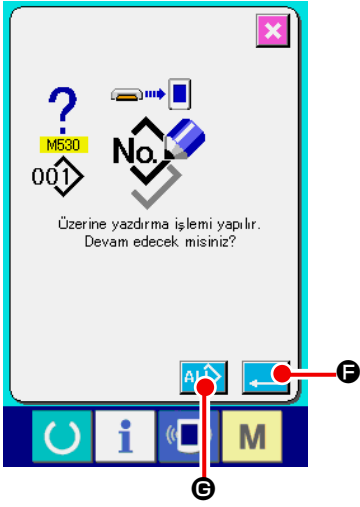 ?
M530
No.
001
Üzerine yazdırma işlemi yapılır.
Devam edecek misiniz?
ALL
F
i
M
G